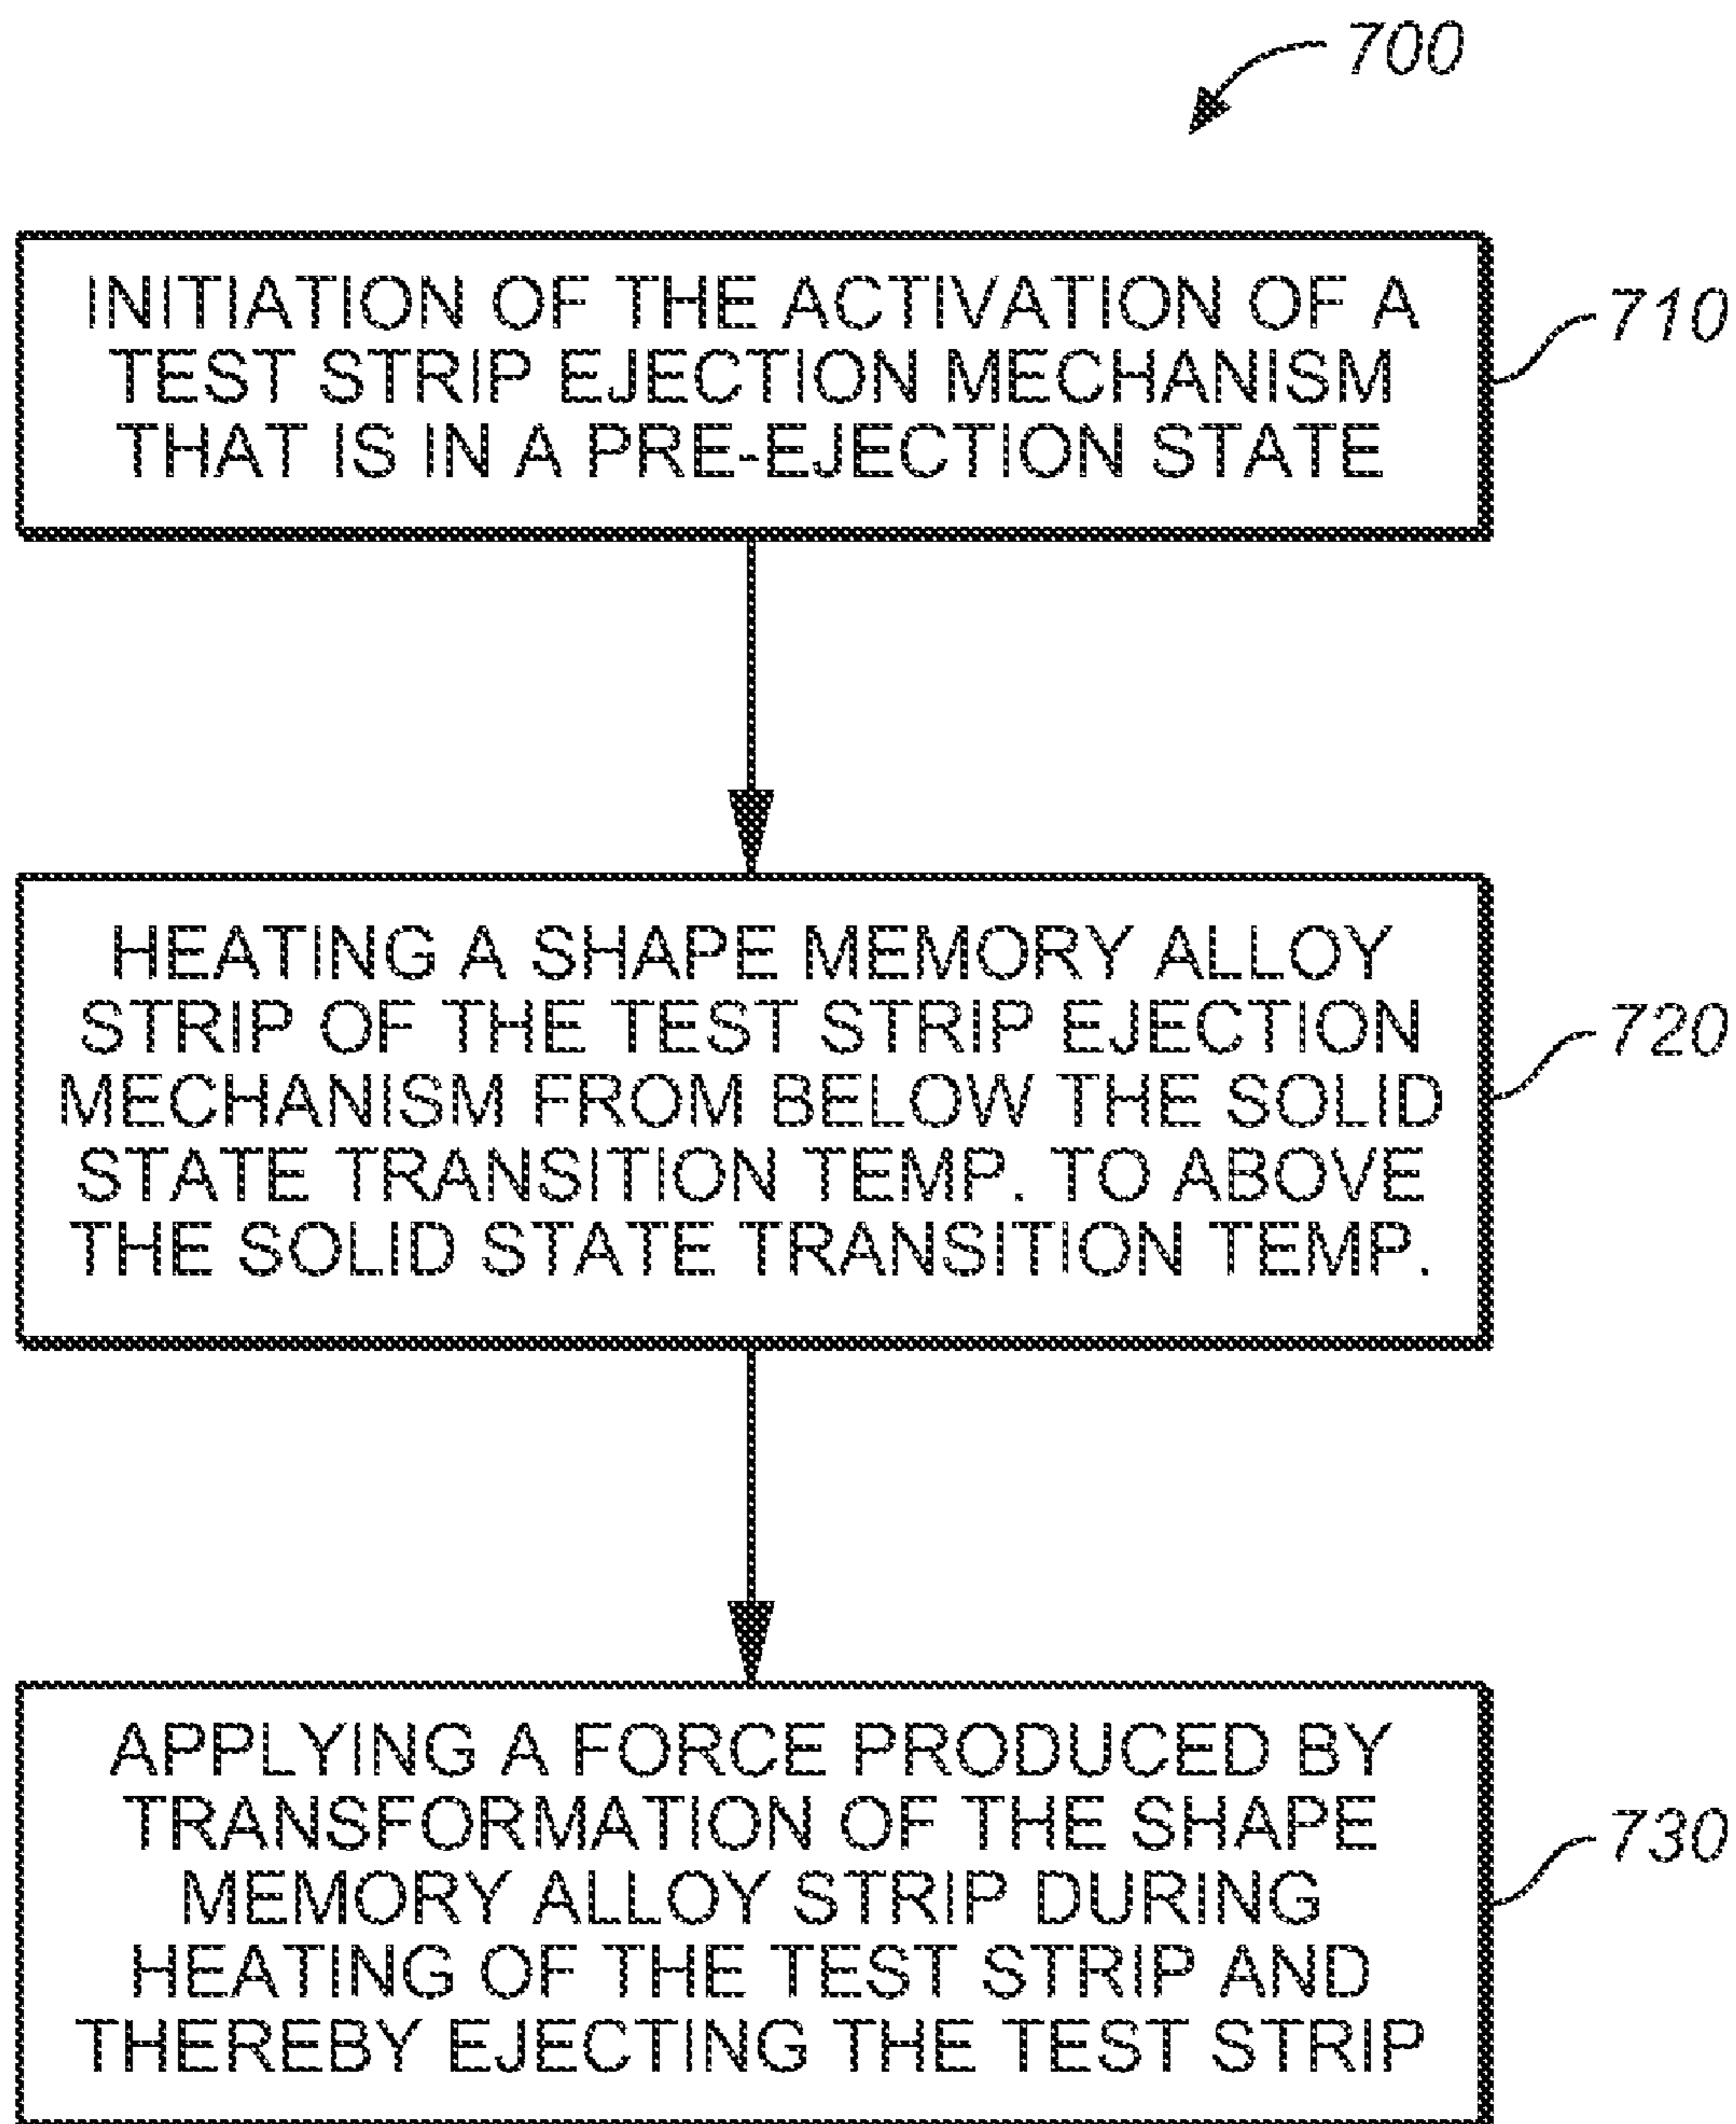 700
INITIATION OF THE ACTIVATION OF A
TEST STRIP EJECTION MECHANISM
THAT IS IN A PRE-EJECTION STATE
710
HEATING A SHAPE MEMORY ALLOY
STRIP OF THE TEST STRIP EJECTION
MECHANISM FROM BELOW THE SOLID
STATE TRANSITION TEMP. TO ABOVE
THE SOLID STATE TRANSITION TEMP.
720
APPLYING A FORCE PRODUCED BY
TRANSFORMATION OF THE SHAPE
MEMORY ALLOY STRIP DURING
HEATING OF THE TEST STRIP AND
THEREBY EJECTING THE TEST STRIP
730